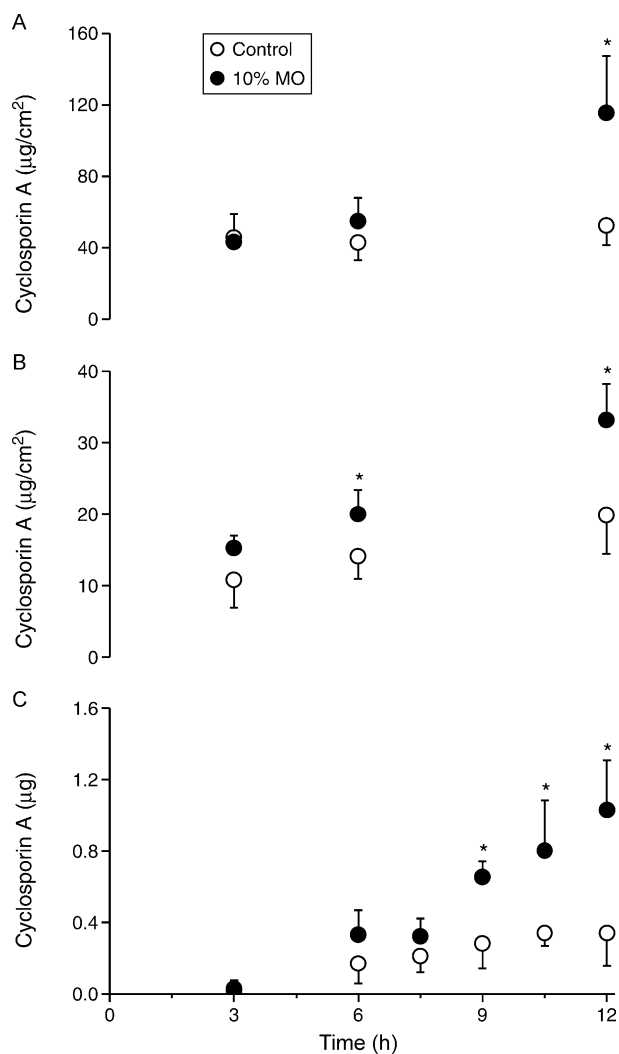 A
Cyclosporin A (µg/cm²)
160
120
80
40
0
Control
10% MO
*
B
Cyclosporin A (µg/cm²)
40
30
20
10
0
*
*
C
Cyclosporin A (µg)
1.6
1.2
0.8
0.4
0.0
*
*
*
0 3 6 9 12
Time (h)